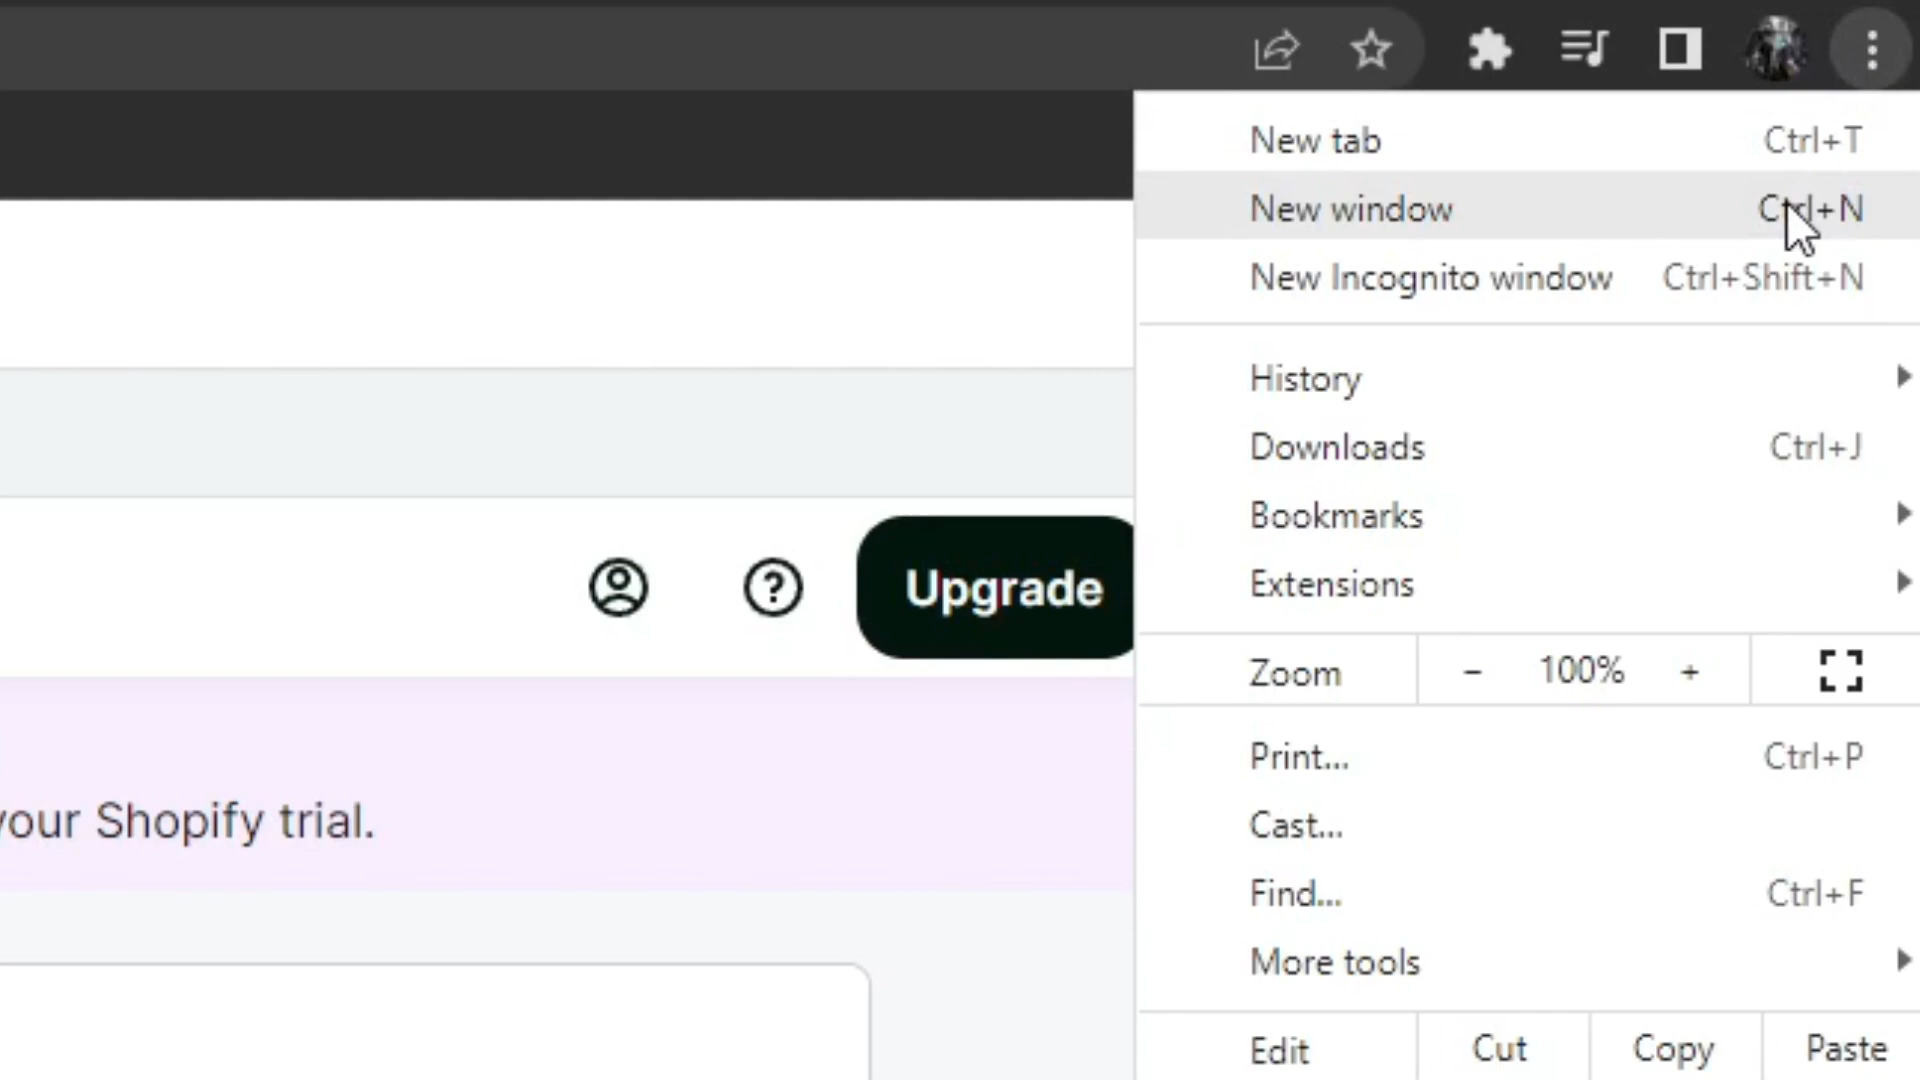 New tab Ctrl+T
New window Ctrl+N
New Incognito window Ctrl+Shift+N
History
Downloads Ctrl+J
Bookmarks
Extensions
Upgrade
Zoom - 100% +
Print... Ctrl+P
your Shopify trial.
Cast...
Find... Ctrl+F
More tools
Edit Cut Copy Paste